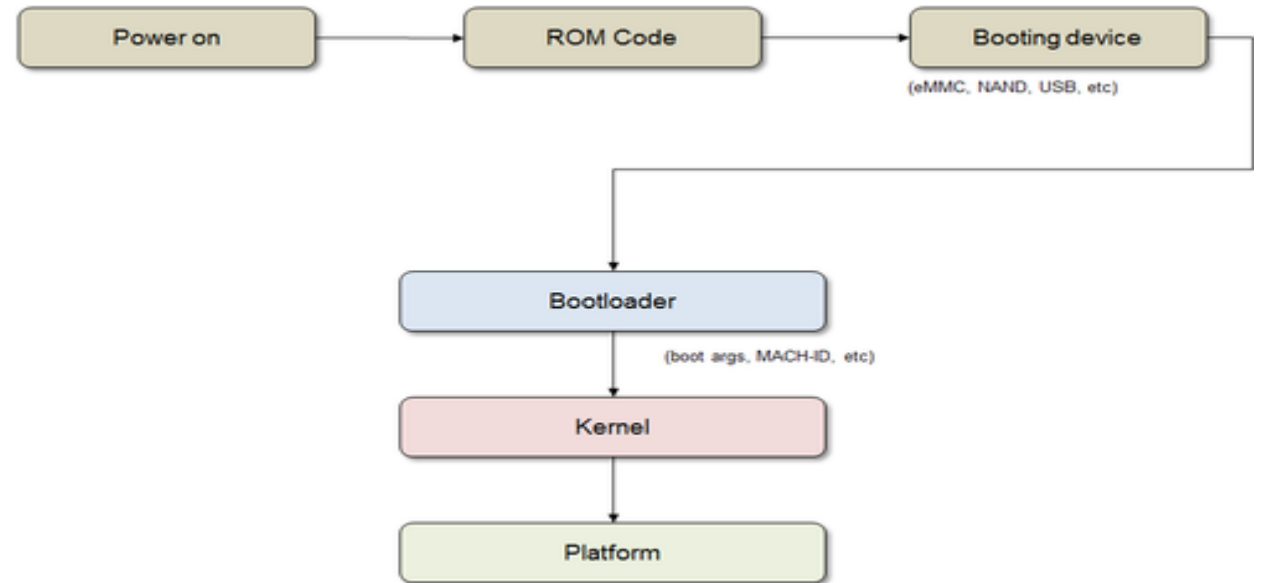 Power on
ROM Code
Booting device
(eMMC, NAND, USB, etc)
Bootloader
(boot args, MACH-ID, etc)
Kernel
Platform